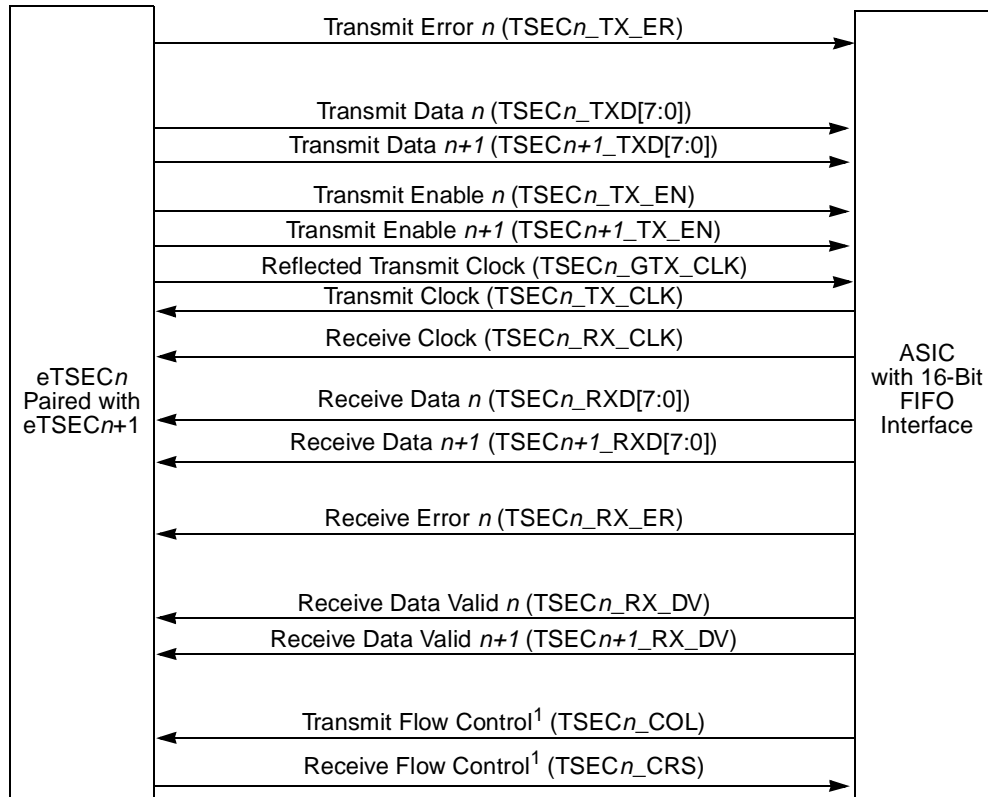 Transmit Error n (TSECn_TX_ER)
Transmit Data n (TSECn_TXD[7:0])
Transmit Data n+1 (TSECn+1_TXD[7:0])
Transmit Enable n (TSECn_TX_EN)
Transmit Enable n+1 (TSECn+1_TX_EN)
Reflected Transmit Clock (TSECn_GTX_CLK)
Transmit Clock (TSECn_TX_CLK)
Receive Clock (TSECn_RX_CLK)
eTSECn
Paired with
eTSECn+1
Receive Data n (TSECn_RXD[7:0])
Receive Data n+1 (TSECn+1_RXD[7:0])
ASIC
with 16-Bit
FIFO
Interface
Receive Error n (TSECn_RX_ER)
Receive Data Valid n (TSECn_RX_DV)
Receive Data Valid n+1 (TSECn+1_RX_DV)
Transmit Flow Control¹ (TSECn_COL)
Receive Flow Control¹ (TSECn_CRS)